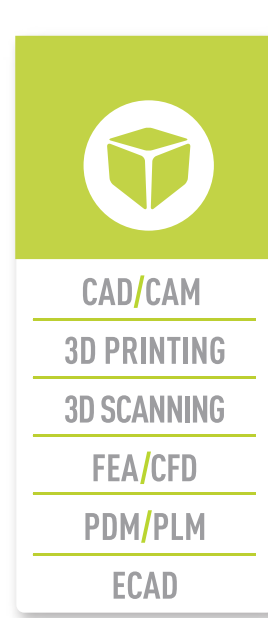 CAD/CAM
3D PRINTING
3D SCANNING
FEA/CFD
PDM/PLM
ECAD